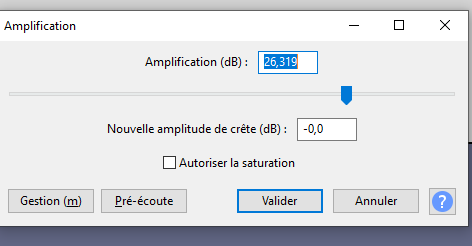 Amplification
Amplification (dB) : 26,319
Nouvelle amplitude de crête (dB) : -0,0
Autoriser la saturation
Gestion (m) Pré-écoute Valider Annuler ?